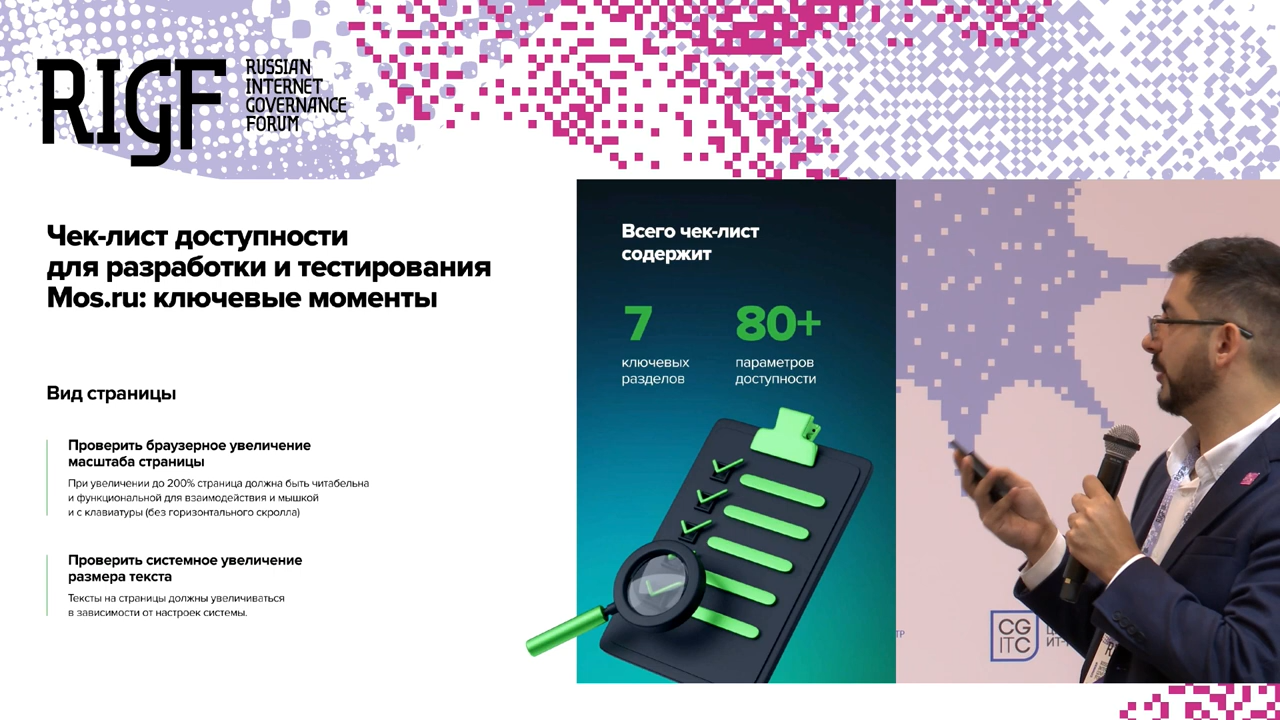 RIGF
RUSSIAN
INTERNET
GOVERNANCE
FORUM
Чек-лист доступности
для разработки и тестирования
Mos.ru: ключевые моменты
Вид страницы
Проверить браузерное увеличение
масштаба страницы
При увеличении до 200% страница должна быть читабельна
и функциональной для взаимодействия и мышкой
и с клавиатуры (без горизонтального скролла)
Проверить системное увеличение
размера текста
Тексты на страницы должны увеличиваться
в зависимости от настроек системы.
Всего чек-лист
содержит
7
ключевых
разделов
80+
параметров
доступности
CG
ITC